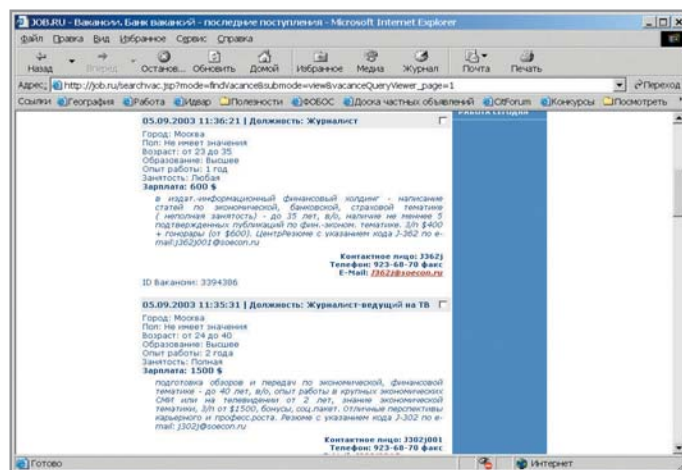 JOB.RU - Вакансии. Банк вакансий - последние поступления - Microsoft Internet Explorer
Файл Правка Вид Избранное Сервис Справка
Назад Вперед Останов... Обновить Домой Избранное Медиа Журнал Почта Печать
Адрес: http://job.ru/searchvac.jsp?mode=findVacance&submode=view&vacanceQueryViewer_page=1 Переход
Ссылки География Работа Идвар Полезности ФОБОС Доска частных объявлений CitForum Конкурсы Посмотреть
РАБОТА СЕГОДНЯ
05.09.2003 11:36:21 | Должность: Журналист
Город: Москва
Пол: Не имеет значения
Возраст: от 23 до 35
Образование: Высшее
Опыт работы: 1 год
Занятость: Любая
Зарплата: 600 $
в издат.-информационный финансовый холдинг - написание
статей по экономической, банковской, страховой тематике
( неполная занятость) - до 35 лет, в/о, наличие не менее 5
подтвержденных публикаций по фин.-эконом. тематике. З/п $400
+ гонорары (от $600). ЦентрРезюме с указанием кода J-362 по e-
mail:j362j001@soecon.ru
Контактное лицо: J362j
Телефон: 923-68-70 факс
E-Mail: J362j@soecon.ru
ID Вакансии: 3394386
05.09.2003 11:35:31 | Должность: Журналист-ведущий на ТВ
Город: Москва
Пол: Не имеет значения
Возраст: от 24 до 40
Образование: Высшее
Опыт работы: 2 года
Занятость: Полная
Зарплата: 1500 $
подготовка обзоров и передач по экономической, финансовой
тематике - до 40 лет, в/о, опыт работы в крупных экономических
СМИ или на телевидении от 2 лет, знание экономической
тематики, З/п от $1500, бонусы, соц.пакет. Отличные перспективы
карьерного и професс.роста. Резюме с указанием кода J-302 по e-
mail: j302j@soecon.ru
Контактное лицо: J302j001
Телефон: 923-68-70 факс
Готово Интернет